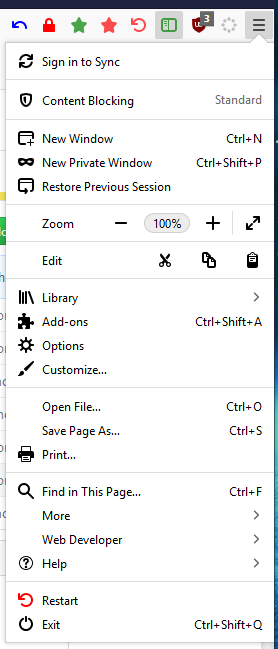 3
Sign in to Sync
Content Blocking Standard
New Window Ctrl+N
New Private Window Ctrl+Shift+P
Restore Previous Session
Zoom 100%
Edit
Library
Add-ons Ctrl+Shift+A
Options
Customize...
Open File... Ctrl+O
Save Page As... Ctrl+S
Print...
Find in This Page... Ctrl+F
More
Web Developer
Help
Restart
Exit Ctrl+Shift+Q